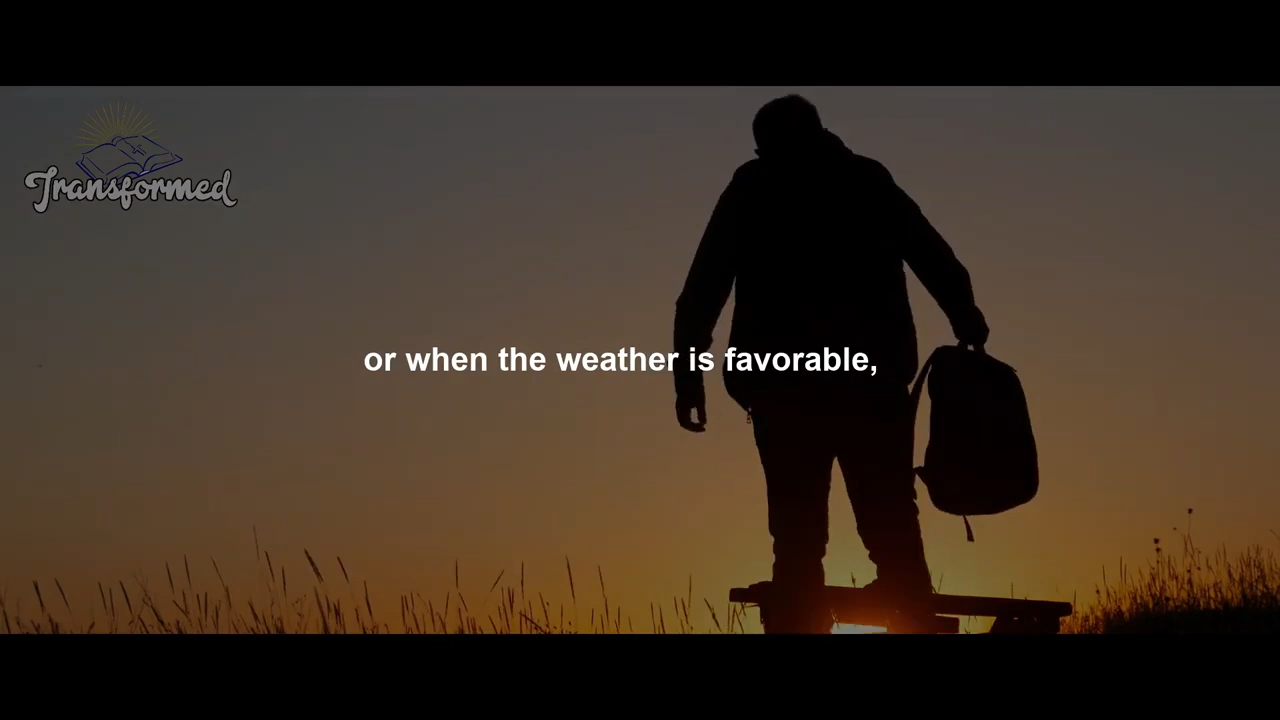 Transformed
or when the weather is favorable,